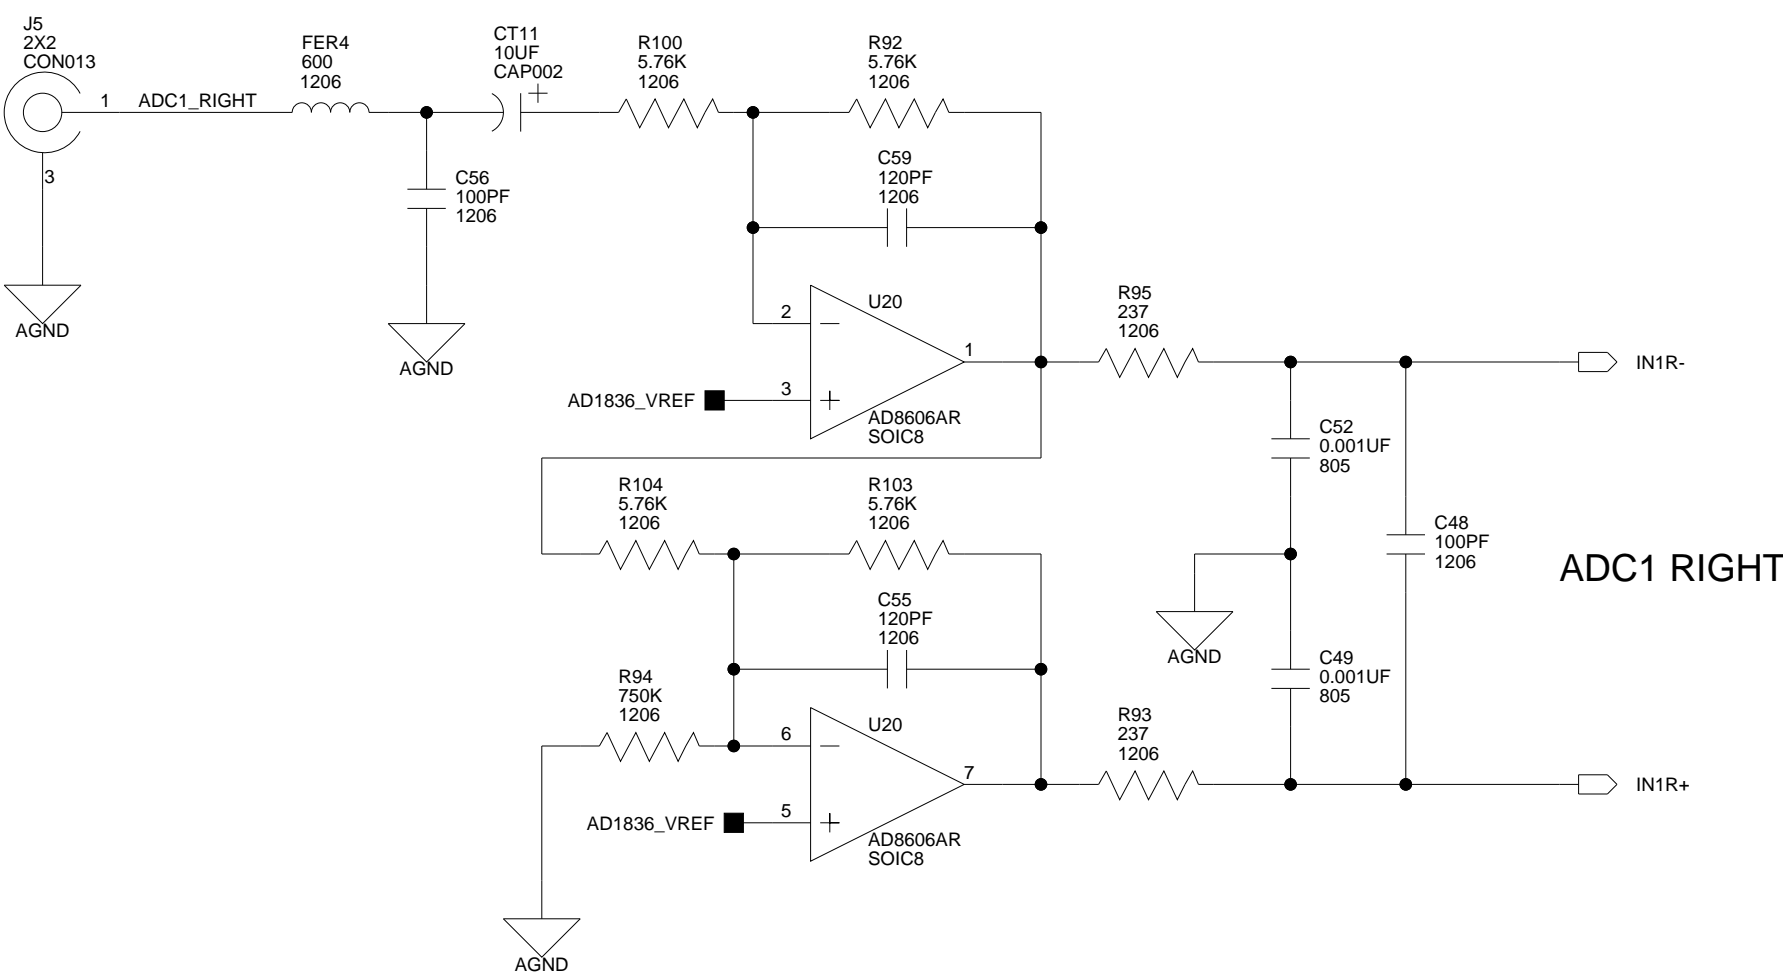 J5
2X2
CON013
1
ADC1_RIGHT
3
AGND
FER4
600
1206
C56
100PF
1206
AGND
CT11
10UF
CAP002
+
R100
5.76K
1206
R92
5.76K
1206
C59
120PF
1206
U20
2
3
1
AD1836_VREF
AD8606AR
SOIC8
R95
237
1206
IN1R-
C52
0.001UF
805
R104
5.76K
1206
R103
5.76K
1206
C48
100PF
1206
ADC1 RIGHT
C55
120PF
1206
AGND
C49
0.001UF
805
R94
750K
1206
U20
6
5
7
AD1836_VREF
AD8606AR
SOIC8
R93
237
1206
IN1R+
AGND